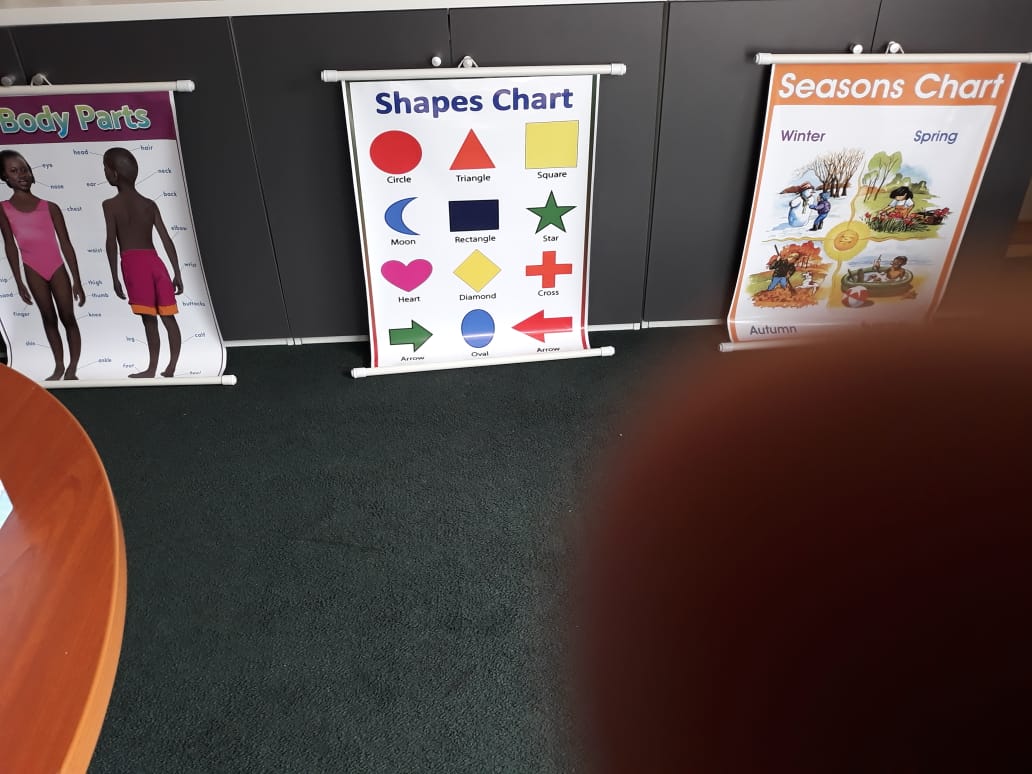 Body Parts
head
hair
eye
neck
nose
ear
back
chest
elbow
waist
wrist
thigh
thumb
buttocks
finger
knee
leg
calf
ankle
Shapes Chart
Circle
Triangle
Square
Moon
Rectangle
Star
Heart
Diamond
Cross
Arrow
Oval
Arrow
Seasons Chart
Winter
Spring
Autumn